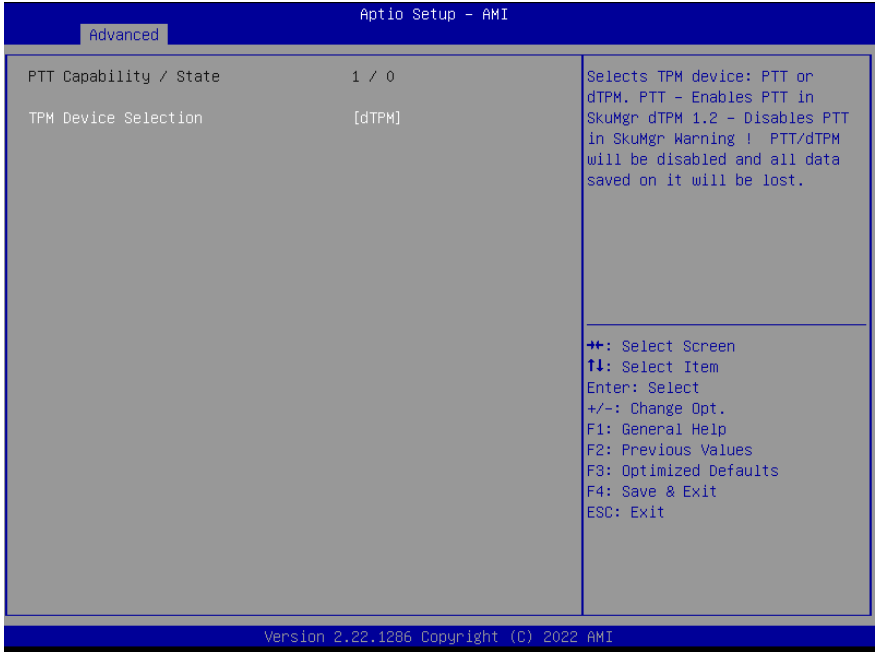 Aptio Setup – AMI
Advanced
PTT Capability / State 1 / 0
TPM Device Selection [dTPM]
Selects TPM device: PTT or
dTPM. PTT – Enables PTT in
SkuMgr dTPM 1.2 – Disables PTT
in SkuMgr Warning ! PTT/dTPM
will be disabled and all data
saved on it will be lost.
→←: Select Screen
↑↓: Select Item
Enter: Select
+/-: Change Opt.
F1: General Help
F2: Previous Values
F3: Optimized Defaults
F4: Save & Exit
ESC: Exit
Version 2.22.1286 Copyright (C) 2022 AMI